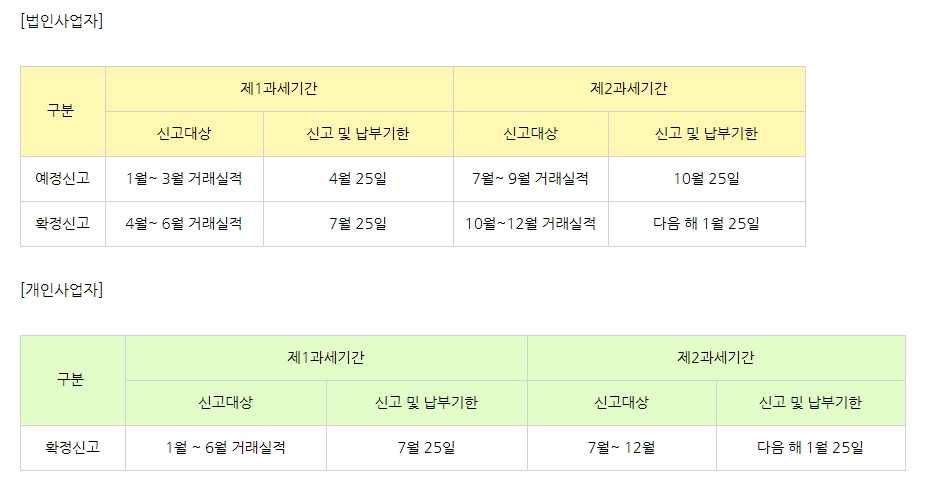 [법인사업자]
구분 제1과세기간 제2과세기간
신고대상 신고 및 납부기한 신고대상 신고 및 납부기한
예정신고 1월~ 3월 거래실적 4월 25일 7월~ 9월 거래실적 10월 25일
확정신고 4월~ 6월 거래실적 7월 25일 10월~12월 거래실적 다음 해 1월 25일
[개인사업자]
구분 제1과세기간 제2과세기간
신고대상 신고 및 납부기한 신고대상 신고 및 납부기한
확정신고 1월 ~ 6월 거래실적 7월 25일 7월~ 12월 다음 해 1월 25일